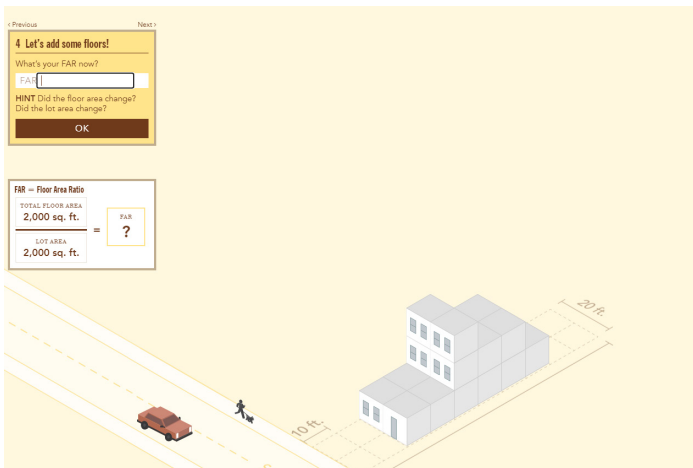 ‹ Previous
Next ›
4 Let's add some floors!
What's your FAR now?
FAR
HINT Did the floor area change?
Did the lot area change?
OK
FAR = Floor Area Ratio
TOTAL FLOOR AREA
2,000 sq. ft.
LOT AREA
2,000 sq. ft.
=
FAR
?
20 ft.
10 ft.